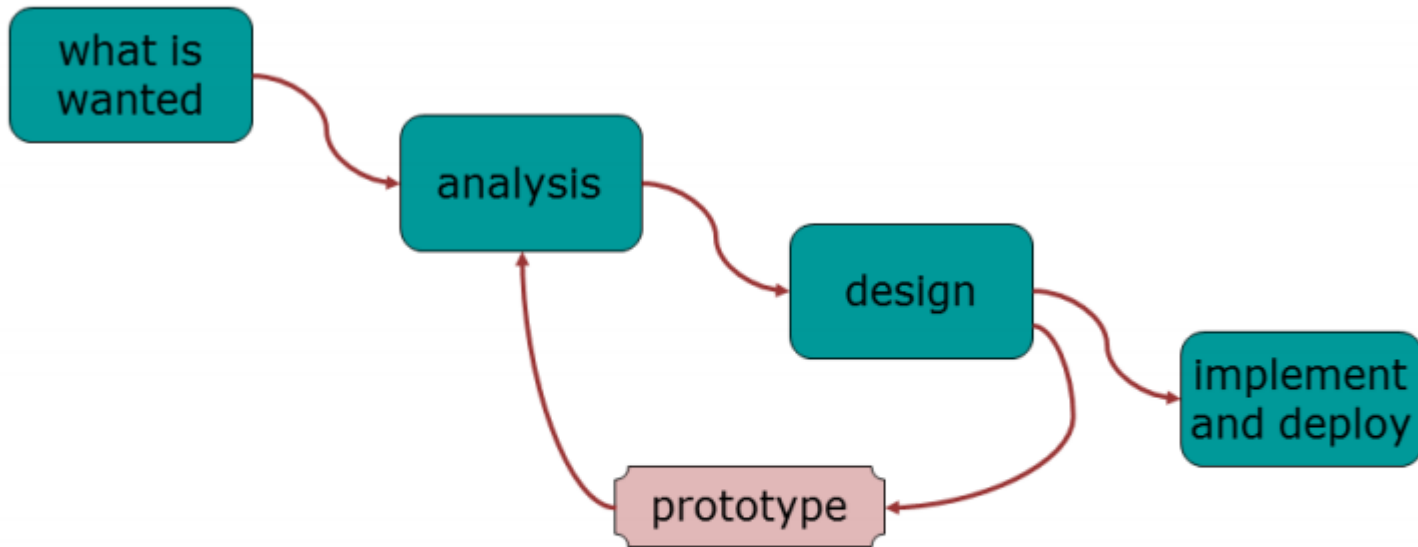 what is
wanted
analysis
design
implement
and deploy
prototype